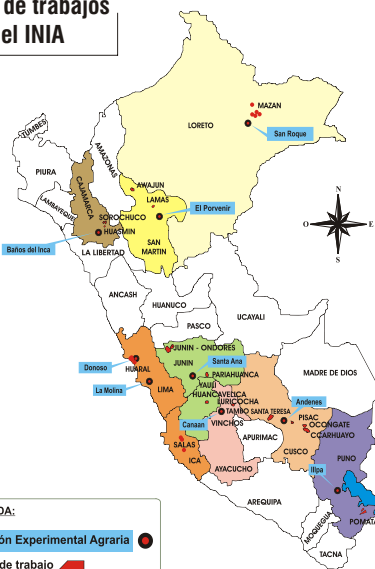 de trabajos
el INIA
MAZAN
LORETO
San Roque
TUMBES
AMAZONAS
PIURA
CAJAMARCA
AWAJUN
LAMAS
LAMBAYEQUE
El Porvenir
SOROCHUCO
HUASMIN
SAN
MARTIN
Baños del Inca
LA LIBERTAD
N
O
E
S
ANCASH
HUANUCO
UCAYALI
PASCO
JUNIN - ONDORES
Donoso
HUARAL
JUNIN
Santa Ana
MADRE DE DIOS
PARIAHUANCA
La Molina
LIMA
YAULI
HUANCAVELICA
LURICOCHA
Andenes
TAMBO
SANTA TERESA
PISAC
Canaan
VINCHOS
OCONGATE
CCARHUAYO
APURIMAC
SALAS
CUSCO
PUNO
ICA
AYACUCHO
Illpa
AREQUIPA
MOQUEGUA
POMATA
TACNA
DA:
ón Experimental Agraria
de trabajo